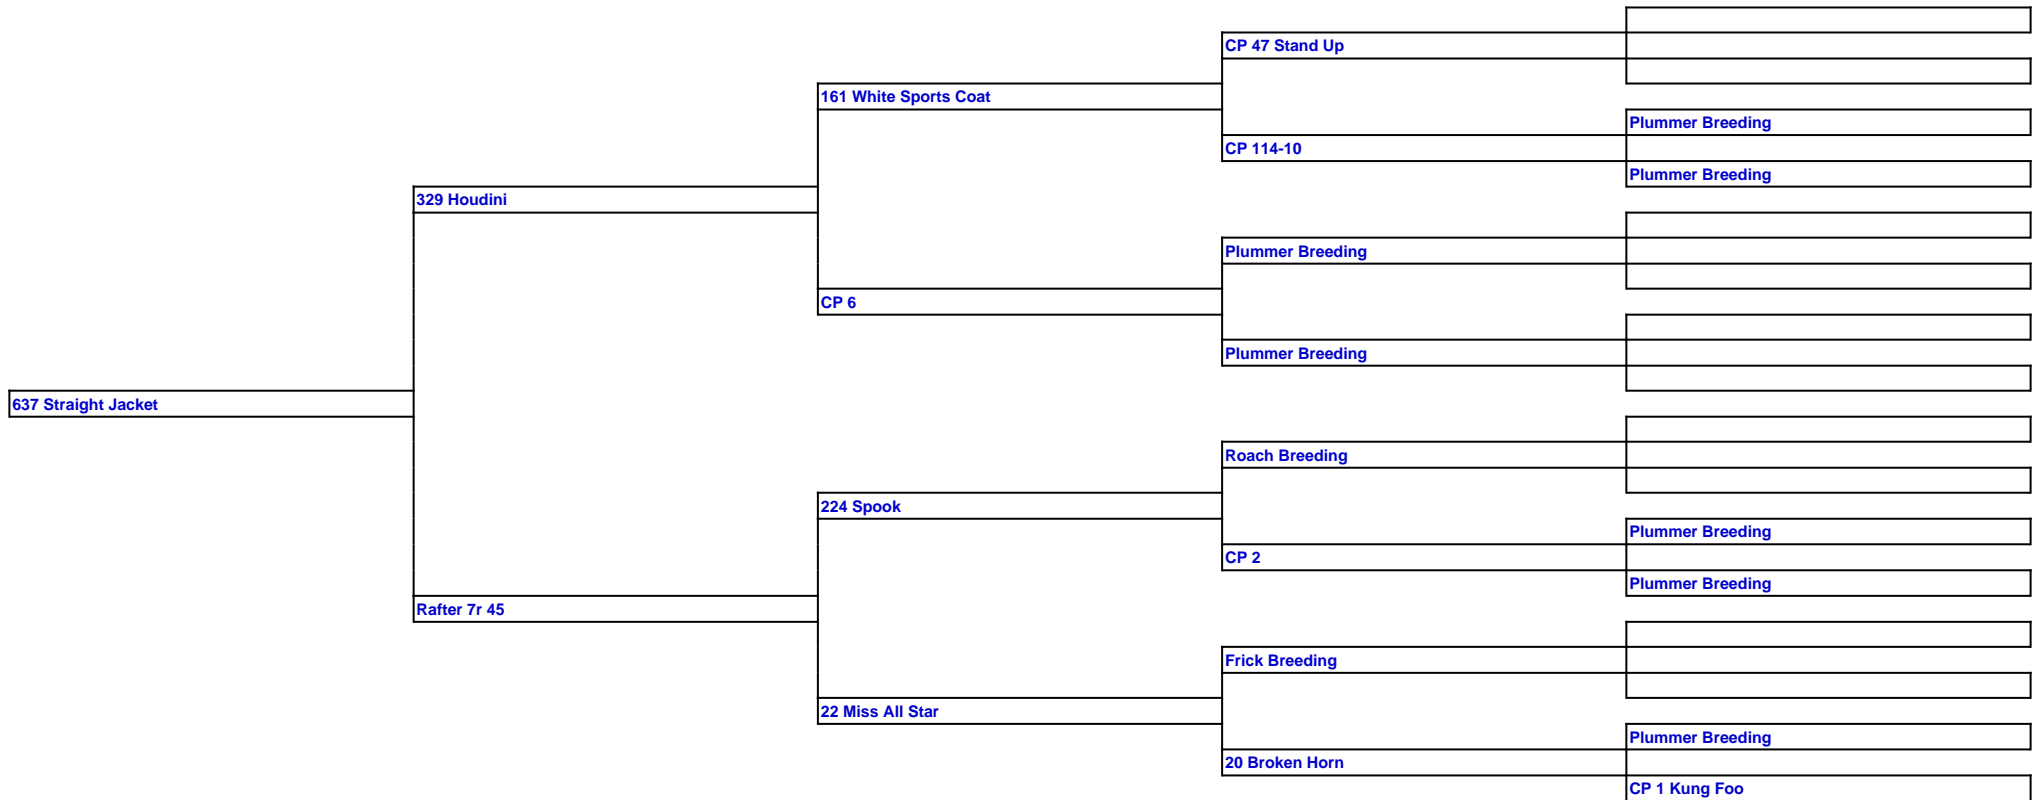 CP 47 Stand Up
161 White Sports Coat
Plummer Breeding
CP 114-10
Plummer Breeding
329 Houdini
Plummer Breeding
CP 6
Plummer Breeding
637 Straight Jacket
Roach Breeding
224 Spook
Plummer Breeding
CP 2
Plummer Breeding
Rafter 7r 45
Frick Breeding
22 Miss All Star
Plummer Breeding
20 Broken Horn
CP 1 Kung Foo